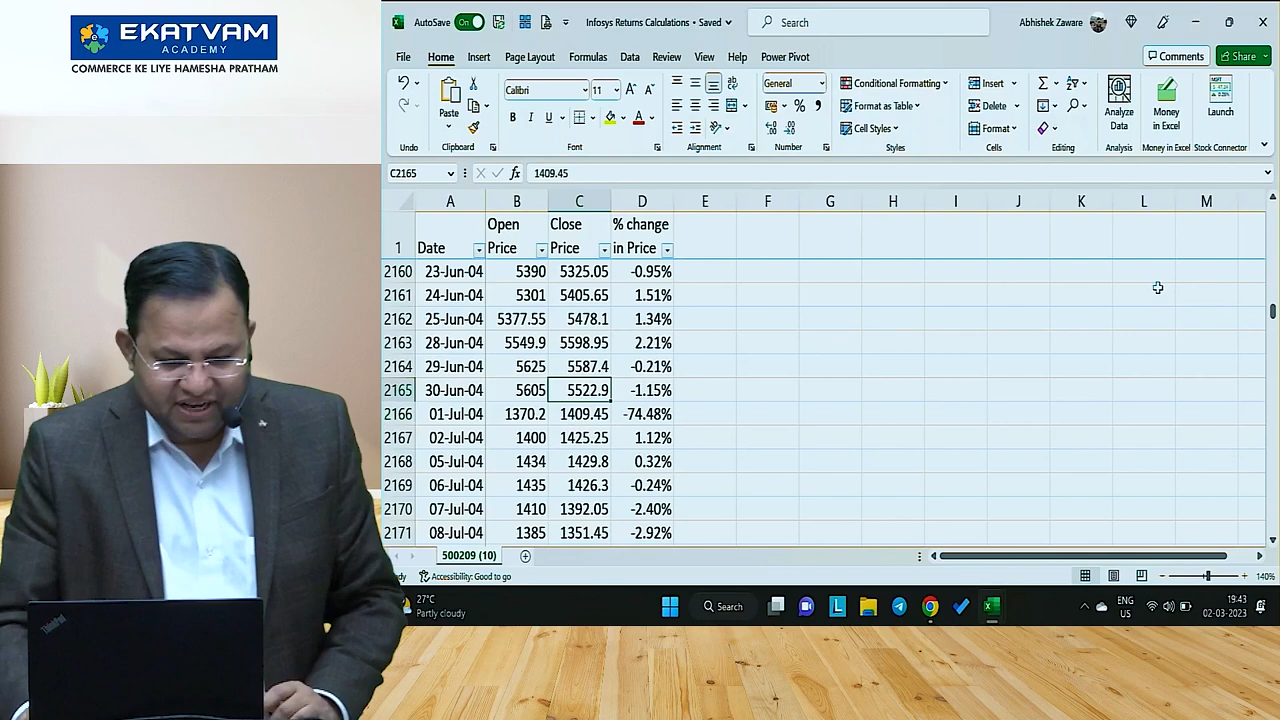 EKATVAM
ACADEMY
COMMERCE KE LIYE HAMESHA PRATHAM
AutoSave On Infosys Returns Calculations • Saved Search Abhishek Zaware
File Home Insert Page Layout Formulas Data Review View Help Power Pivot Comments Share
Calibri 11 General Conditional Formatting Insert
Paste Format as Table Delete Analyze Data Money in Excel Launch
B I U Cell Styles Format
Undo Clipboard Font Alignment Number Styles Cells Editing Analysis Money in Excel Stock Connector
C2165 fx 1409.45
A B C D E F G H I J K L M
1 Date Open Price Close Price % change in Price
2160 23-Jun-04 5390 5325.05 -0.95%
2161 24-Jun-04 5301 5405.65 1.51%
2162 25-Jun-04 5377.55 5478.1 1.34%
2163 28-Jun-04 5549.9 5598.95 2.21%
2164 29-Jun-04 5625 5587.4 -0.21%
2165 30-Jun-04 5605 5522.9 -1.15%
2166 01-Jul-04 1370.2 1409.45 -74.48%
2167 02-Jul-04 1400 1425.25 1.12%
2168 05-Jul-04 1434 1429.8 0.32%
2169 06-Jul-04 1435 1426.3 -0.24%
2170 07-Jul-04 1410 1392.05 -2.40%
2171 08-Jul-04 1385 1351.45 -2.92%
500209 (10)
Accessibility: Good to go 140%
27°C
Partly cloudy
Search
ENG
US
19:43
02-03-2023
ThinkPad